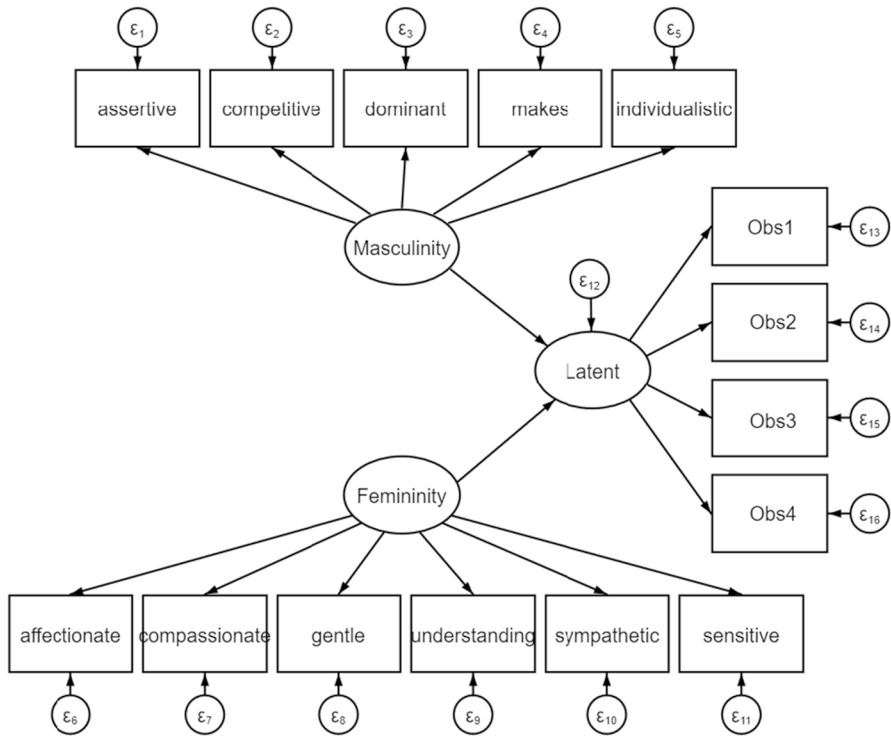 ε1 ε2 ε3 ε4 ε5
assertive competitive dominant makes individualistic
Masculinity
Obs1 ε13
ε12
Obs2 ε14
Latent
Obs3 ε15
Femininity
Obs4 ε16
affectionate compassionate gentle understanding sympathetic sensitive
ε6 ε7 ε8 ε9 ε10 ε11